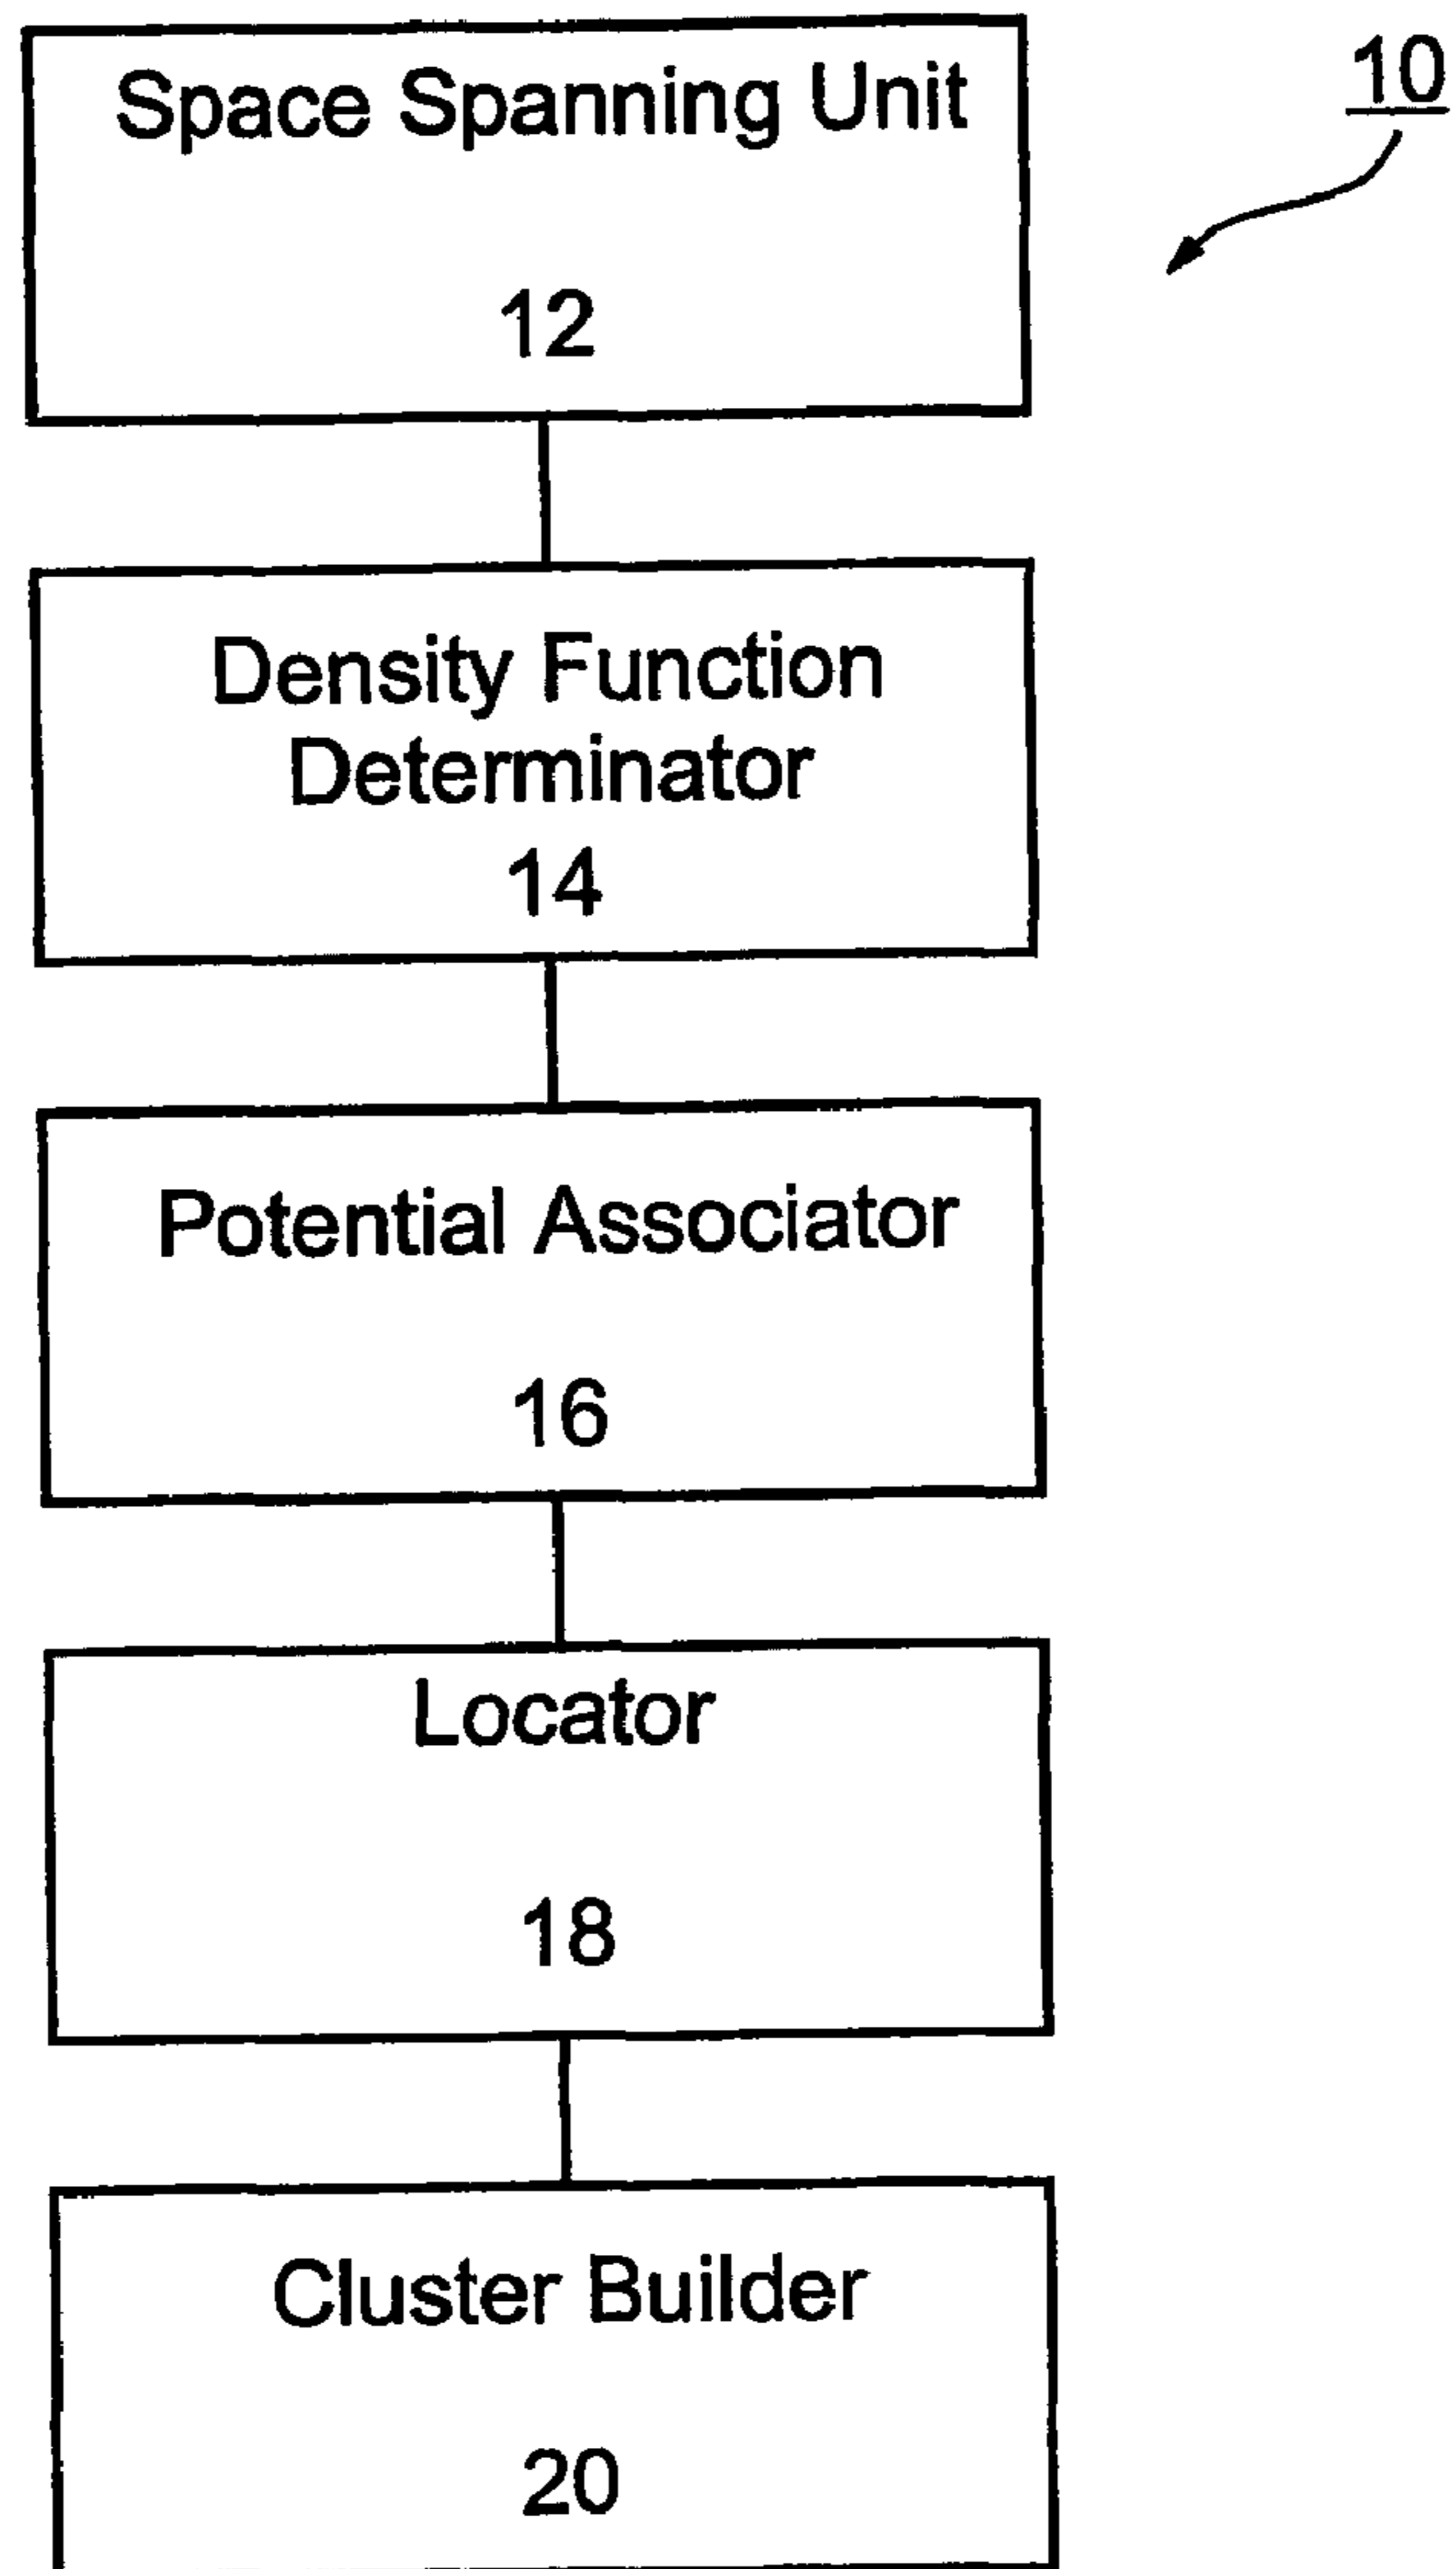 Space Spanning Unit
10
12
Density Function
Determinator
14
Potential Associator
16
Locator
18
Cluster Builder
20